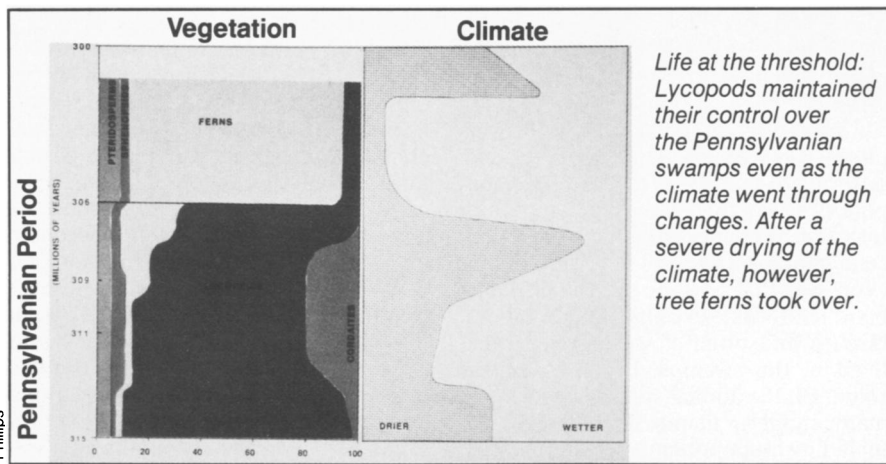 Vegetation
Climate
Life at the threshold:
Lycopods maintained
their control over
the Pennsylvanian
swamps even as the
climate went through
changes. After a
severe drying of the
climate, however,
tree ferns took over.
Pennsylvanian Period
(MILLIONS OF YEARS)
300
306
309
311
315
FERNS
CORDAITES
DRIER
WETTER
0 20 40 60 80 100
Phillips